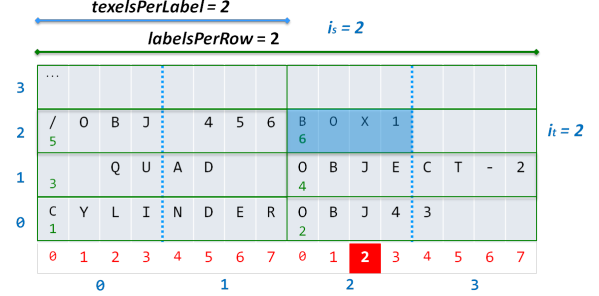 texelsPerLabel = 2
iₛ = 2
labelsPerRow = 2
3 ...
2 / O B J 4 5 6 B O X 1 iₜ = 2
5 6
1 Q U A D O B J E C T - 2
3 4
0 C Y L I N D E R O B J 4 3
1 2
0 1 2 3 4 5 6 7 0 1 2 3 4 5 6 7
0 1 2 3